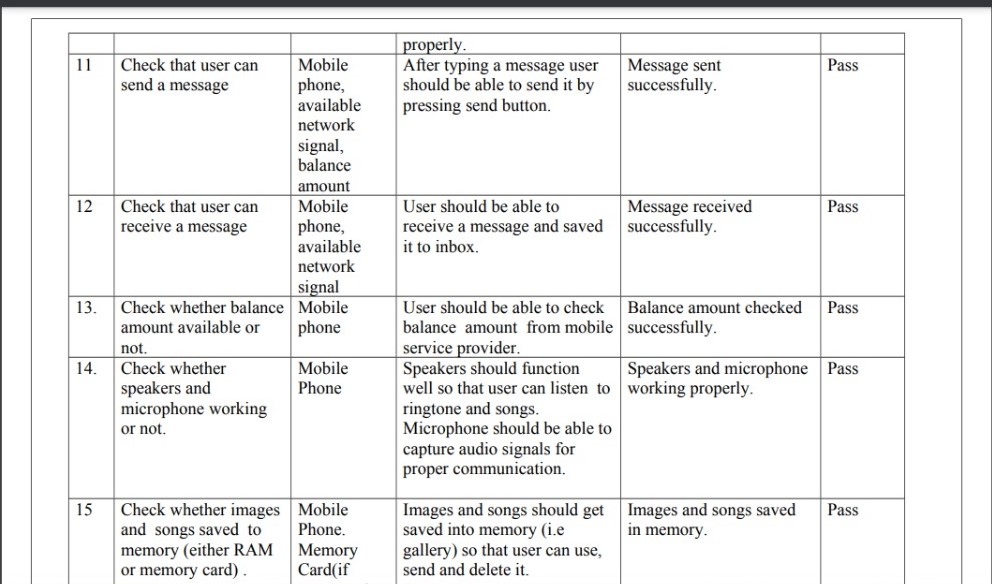 properly.
11
Check that user can
send a message
Mobile
phone,
available
network
signal,
balance
amount
After typing a message user
should be able to send it by
pressing send button.
Message sent
successfully.
Pass
12
Check that user can
receive a message
Mobile
phone,
available
network
signal
User should be able to
receive a message and saved
it to inbox.
Message received
successfully.
Pass
13.
Check whether balance
amount available or
not.
Mobile
phone
User should be able to check
balance amount from mobile
service provider.
Balance amount checked
successfully.
Pass
14.
Check whether
speakers and
microphone working
or not.
Mobile
Phone
Speakers should function
well so that user can listen to
ringtone and songs.
Microphone should be able to
capture audio signals for
proper communication.
Speakers and microphone
working properly.
Pass
15
Check whether images
and songs saved to
memory (either RAM
or memory card) .
Mobile
Phone.
Memory
Card(if
Images and songs should get
saved into memory (i.e
gallery) so that user can use,
send and delete it.
Images and songs saved
in memory.
Pass